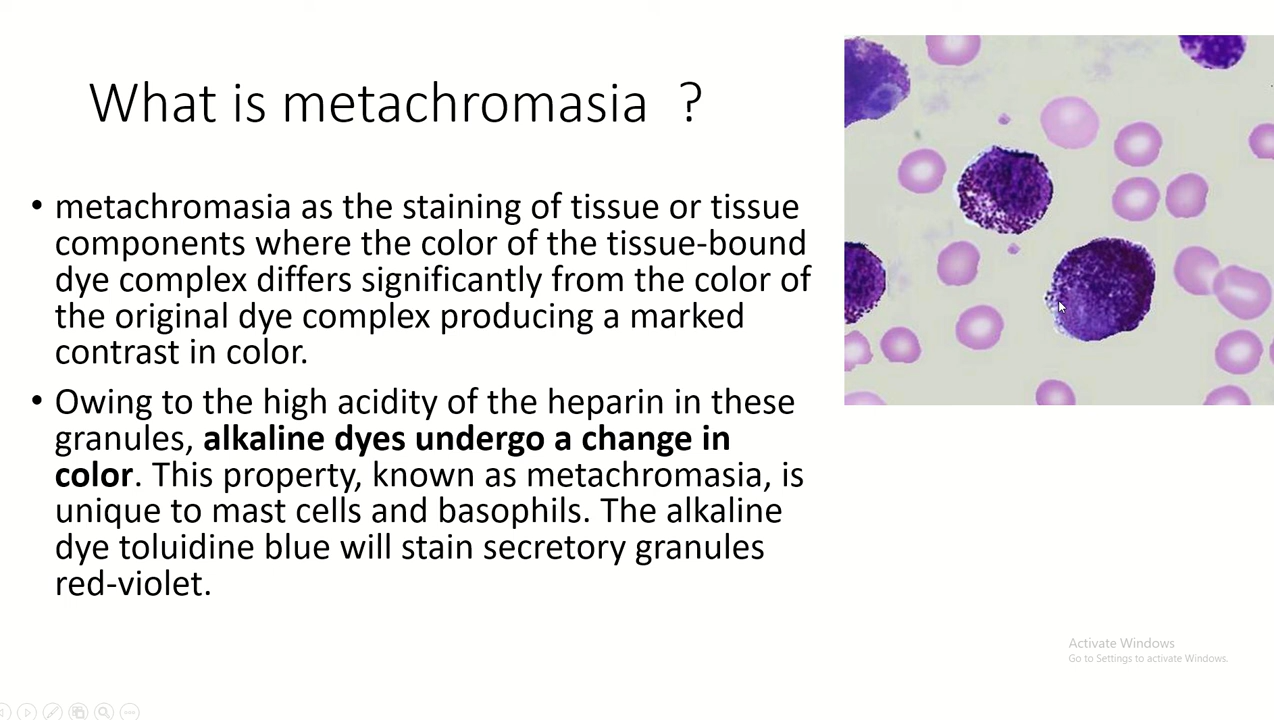 What is metachromasia ?
• metachromasia as the staining of tissue or tissue
components where the color of the tissue-bound
dye complex differs significantly from the color of
the original dye complex producing a marked
contrast in color.
• Owing to the high acidity of the heparin in these
granules, alkaline dyes undergo a change in
color. This property, known as metachromasia, is
unique to mast cells and basophils. The alkaline
dye toluidine blue will stain secretory granules
red-violet.
Activate Windows
Go to Settings to activate Windows.